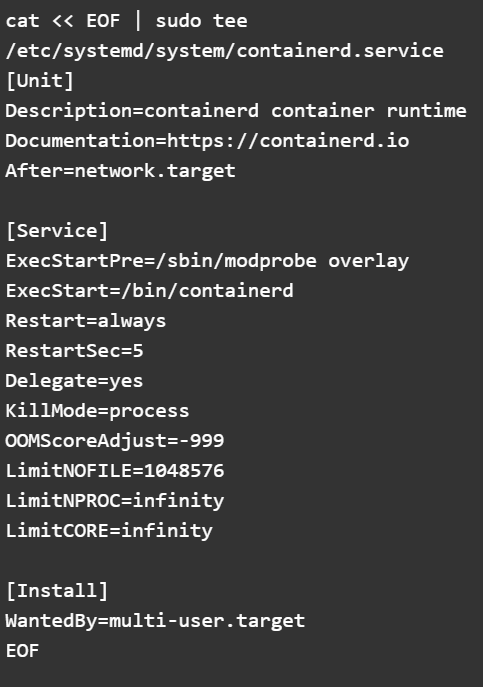 cat << EOF | sudo tee
/etc/systemd/system/containerd.service
[Unit]
Description=containerd container runtime
Documentation=https://containerd.io
After=network.target
[Service]
ExecStartPre=/sbin/modprobe overlay
ExecStart=/bin/containerd
Restart=always
RestartSec=5
Delegate=yes
KillMode=process
OOMScoreAdjust=-999
LimitNOFILE=1048576
LimitNPROC=infinity
LimitCORE=infinity
[Install]
WantedBy=multi-user.target
EOF